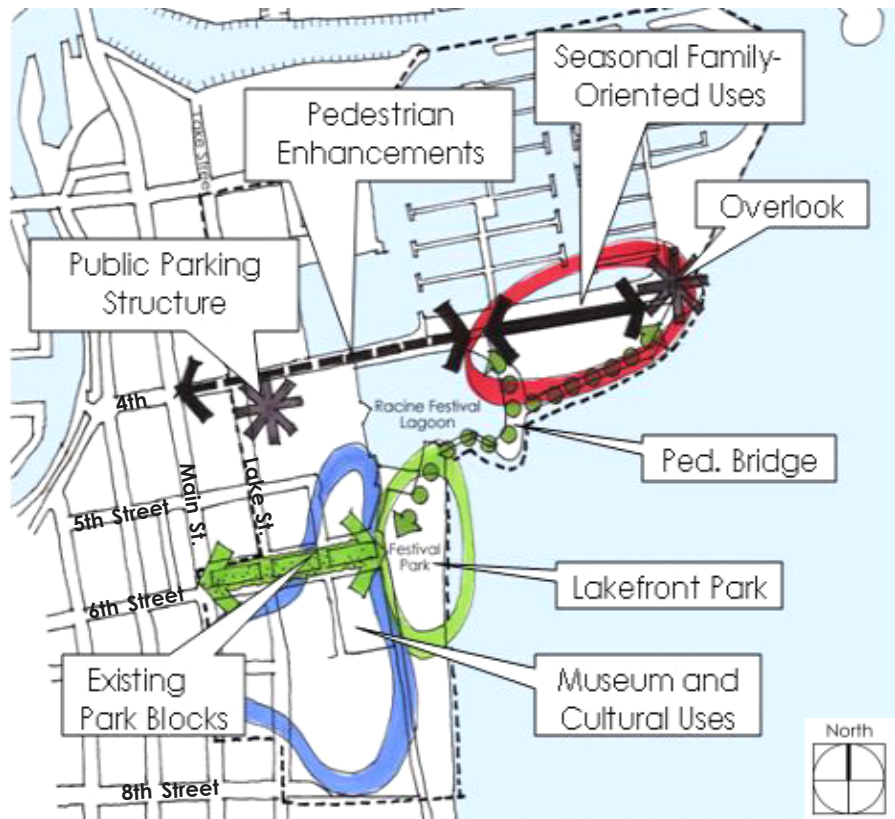 Seasonal Family-
Oriented Uses
Pedestrian
Enhancements
Lake Street
Overlook
Public Parking
Structure
4th
Racine Festival
Lagoon
Ped. Bridge
Main St.
Lake St.
5th Street
Festival
Park
Lakefront Park
6th Street
Existing
Park Blocks
Museum and
Cultural Uses
North
8th Street